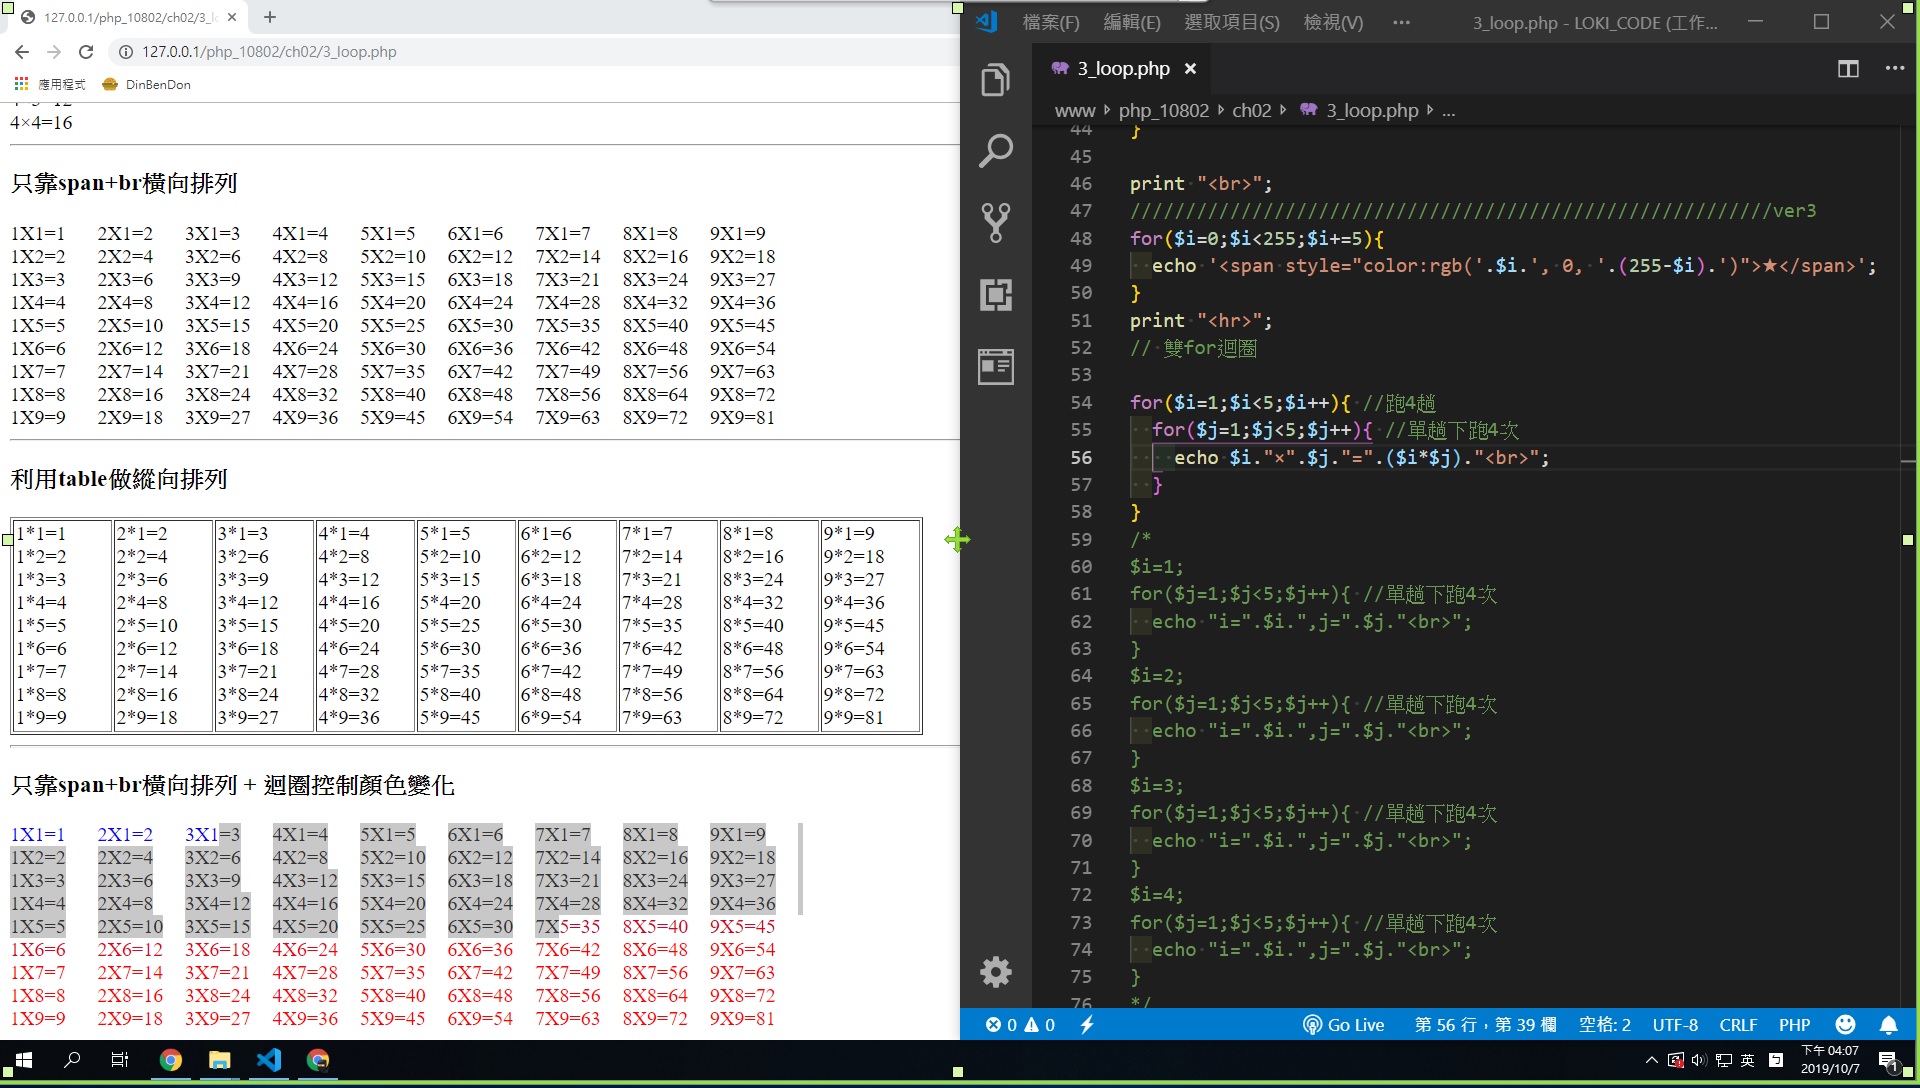 127.0.0.1/php_10802/ch02/3_l
127.0.0.1/php_10802/ch02/3_loop.php
應用程式
DinBenDon
4×4=16
只靠span+br橫向排列
1X1=1 2X1=2 3X1=3 4X1=4 5X1=5 6X1=6 7X1=7 8X1=8 9X1=9
1X2=2 2X2=4 3X2=6 4X2=8 5X2=10 6X2=12 7X2=14 8X2=16 9X2=18
1X3=3 2X3=6 3X3=9 4X3=12 5X3=15 6X3=18 7X3=21 8X3=24 9X3=27
1X4=4 2X4=8 3X4=12 4X4=16 5X4=20 6X4=24 7X4=28 8X4=32 9X4=36
1X5=5 2X5=10 3X5=15 4X5=20 5X5=25 6X5=30 7X5=35 8X5=40 9X5=45
1X6=6 2X6=12 3X6=18 4X6=24 5X6=30 6X6=36 7X6=42 8X6=48 9X6=54
1X7=7 2X7=14 3X7=21 4X7=28 5X7=35 6X7=42 7X7=49 8X7=56 9X7=63
1X8=8 2X8=16 3X8=24 4X8=32 5X8=40 6X8=48 7X8=56 8X8=64 9X8=72
1X9=9 2X9=18 3X9=27 4X9=36 5X9=45 6X9=54 7X9=63 8X9=72 9X9=81
利用table做縱向排列
1*1=1 2*1=2 3*1=3 4*1=4 5*1=5 6*1=6 7*1=7 8*1=8 9*1=9
1*2=2 2*2=4 3*2=6 4*2=8 5*2=10 6*2=12 7*2=14 8*2=16 9*2=18
1*3=3 2*3=6 3*3=9 4*3=12 5*3=15 6*3=18 7*3=21 8*3=24 9*3=27
1*4=4 2*4=8 3*4=12 4*4=16 5*4=20 6*4=24 7*4=28 8*4=32 9*4=36
1*5=5 2*5=10 3*5=15 4*5=20 5*5=25 6*5=30 7*5=35 8*5=40 9*5=45
1*6=6 2*6=12 3*6=18 4*6=24 5*6=30 6*6=36 7*6=42 8*6=48 9*6=54
1*7=7 2*7=14 3*7=21 4*7=28 5*7=35 6*7=42 7*7=49 8*7=56 9*7=63
1*8=8 2*8=16 3*8=24 4*8=32 5*8=40 6*8=48 7*8=56 8*8=64 9*8=72
1*9=9 2*9=18 3*9=27 4*9=36 5*9=45 6*9=54 7*9=63 8*9=72 9*9=81
只靠span+br橫向排列 + 迴圈控制顏色變化
1X1=1 2X1=2 3X1=3 4X1=4 5X1=5 6X1=6 7X1=7 8X1=8 9X1=9
1X2=2 2X2=4 3X2=6 4X2=8 5X2=10 6X2=12 7X2=14 8X2=16 9X2=18
1X3=3 2X3=6 3X3=9 4X3=12 5X3=15 6X3=18 7X3=21 8X3=24 9X3=27
1X4=4 2X4=8 3X4=12 4X4=16 5X4=20 6X4=24 7X4=28 8X4=32 9X4=36
1X5=5 2X5=10 3X5=15 4X5=20 5X5=25 6X5=30 7X5=35 8X5=40 9X5=45
1X6=6 2X6=12 3X6=18 4X6=24 5X6=30 6X6=36 7X6=42 8X6=48 9X6=54
1X7=7 2X7=14 3X7=21 4X7=28 5X7=35 6X7=42 7X7=49 8X7=56 9X7=63
1X8=8 2X8=16 3X8=24 4X8=32 5X8=40 6X8=48 7X8=56 8X8=64 9X8=72
1X9=9 2X9=18 3X9=27 4X9=36 5X9=45 6X9=54 7X9=63 8X9=72 9X9=81
檔案(F) 編輯(E) 選取項目(S) 檢視(V) ··· 3_loop.php - LOKI_CODE (工作...
3_loop.php
www php_10802 ch02 3_loop.php ...
44 }
45
46 print "<br>";
47 ///////////////////////////////////////////////////////////ver3
48 for($i=0;$i<255;$i+=5){
49 echo '<span style="color:rgb('.$i.', 0, '.(255-$i).')">★</span>';
50 }
51 print "<hr>";
52 // 雙for迴圈
53
54 for($i=1;$i<5;$i++){ //跑4趟
55 for($j=1;$j<5;$j++){ //單趟下跑4次
56 echo $i."×".$j."=".($i*$j)."<br>";
57 }
58 }
59 /*
60 $i=1;
61 for($j=1;$j<5;$j++){ //單趟下跑4次
62 echo "i=".$i.",j=".$j."<br>";
63 }
64 $i=2;
65 for($j=1;$j<5;$j++){ //單趟下跑4次
66 echo "i=".$i.",j=".$j."<br>";
67 }
68 $i=3;
69 for($j=1;$j<5;$j++){ //單趟下跑4次
70 echo "i=".$i.",j=".$j."<br>";
71 }
72 $i=4;
73 for($j=1;$j<5;$j++){ //單趟下跑4次
74 echo "i=".$i.",j=".$j."<br>";
75 }
76 */
0 0 Go Live 第 56 行，第 39 欄 空格: 2 UTF-8 CRLF PHP
英 下午 04:07
2019/10/7 1